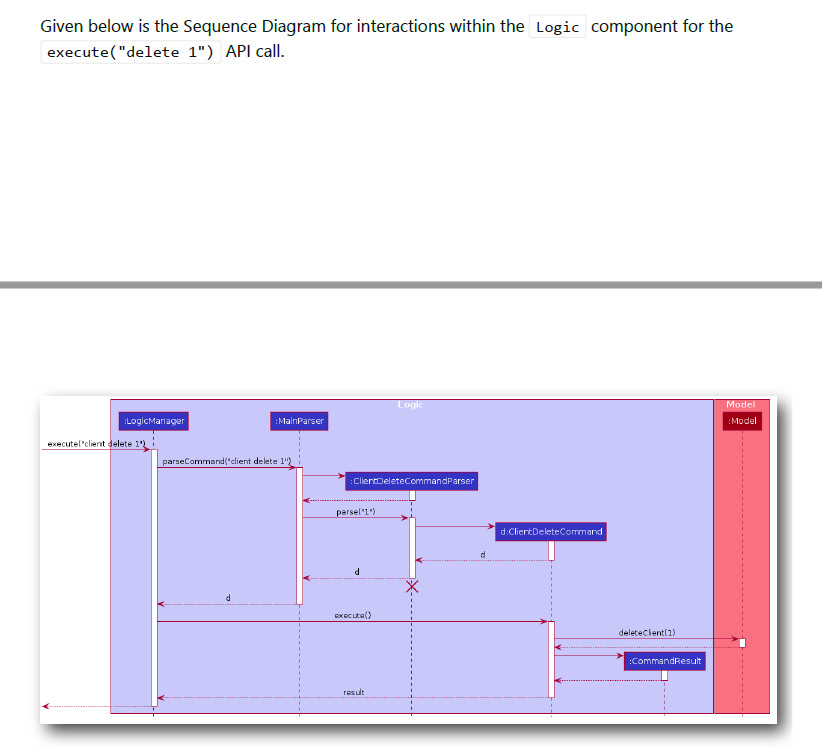 Given below is the Sequence Diagram for interactions within the Logic component for the
execute("delete 1") API call.
Logic
Model
:LogicManager
:MainParser
:Model
execute("client delete 1")
parseCommand("client delete 1")
:ClientDeleteCommandParser
parse("1")
d:ClientDeleteCommand
d
d
d
execute()
deleteClient(1)
:CommandResult
result